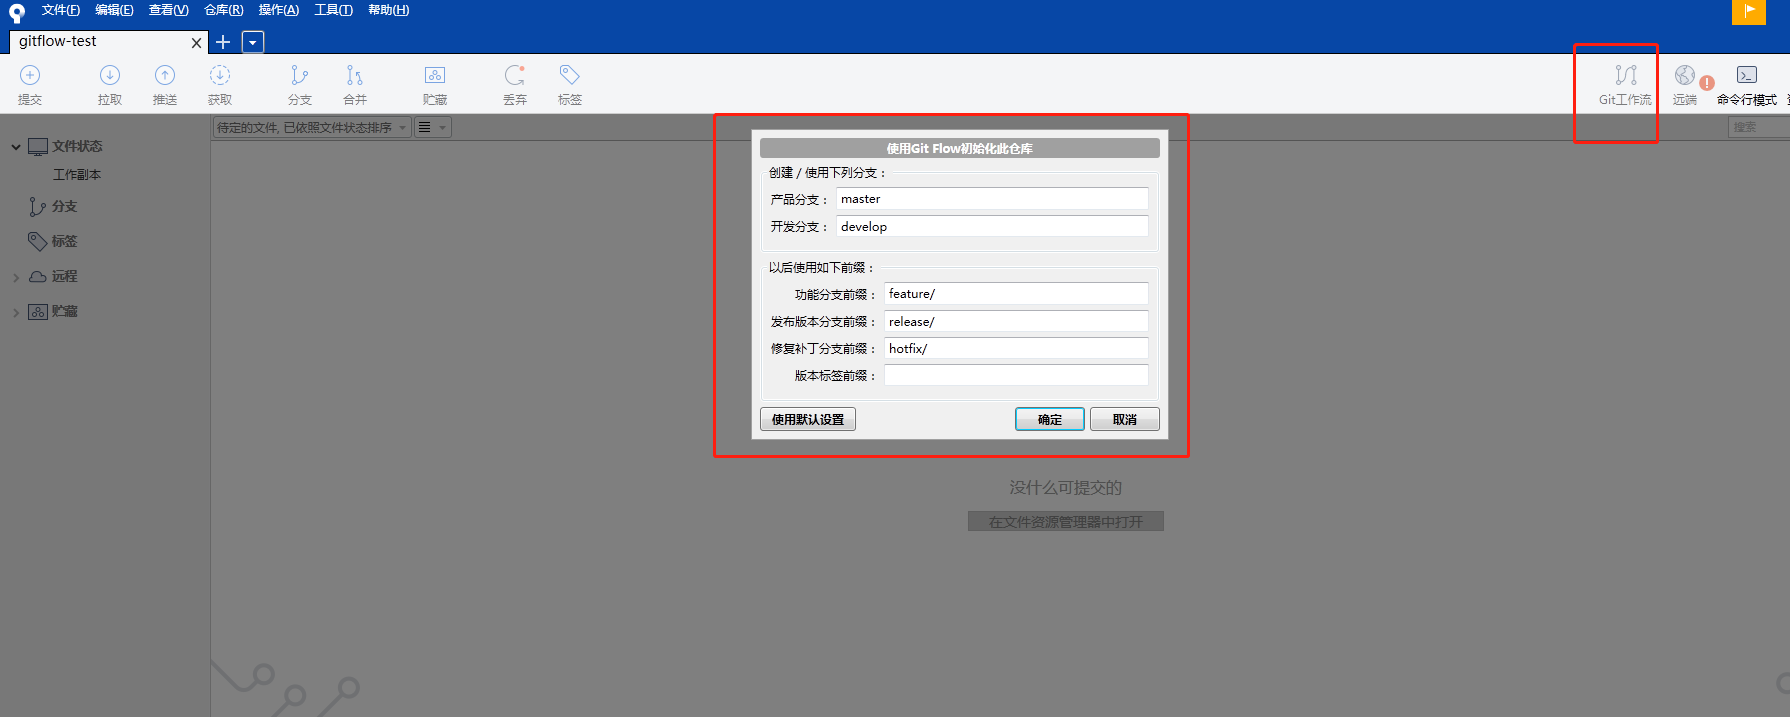 文件(F) 编辑(E) 查看(V) 仓库(R) 操作(A) 工具(T) 帮助(H)
gitflow-test
提交 拉取 推送 获取 分支 合并 贮藏 丢弃 标签 Git工作流 远端 命令行模式
待定的文件, 已依照文件状态排序
搜索
文件状态
工作副本
分支
标签
远程
贮藏
使用Git Flow初始化此仓库
创建 / 使用下列分支：
产品分支： master
开发分支： develop
以后使用如下前缀：
功能分支前缀： feature/
发布版本分支前缀： release/
修复补丁分支前缀： hotfix/
版本标签前缀：
使用默认设置 确定 取消
没什么可提交的
在文件资源管理器中打开